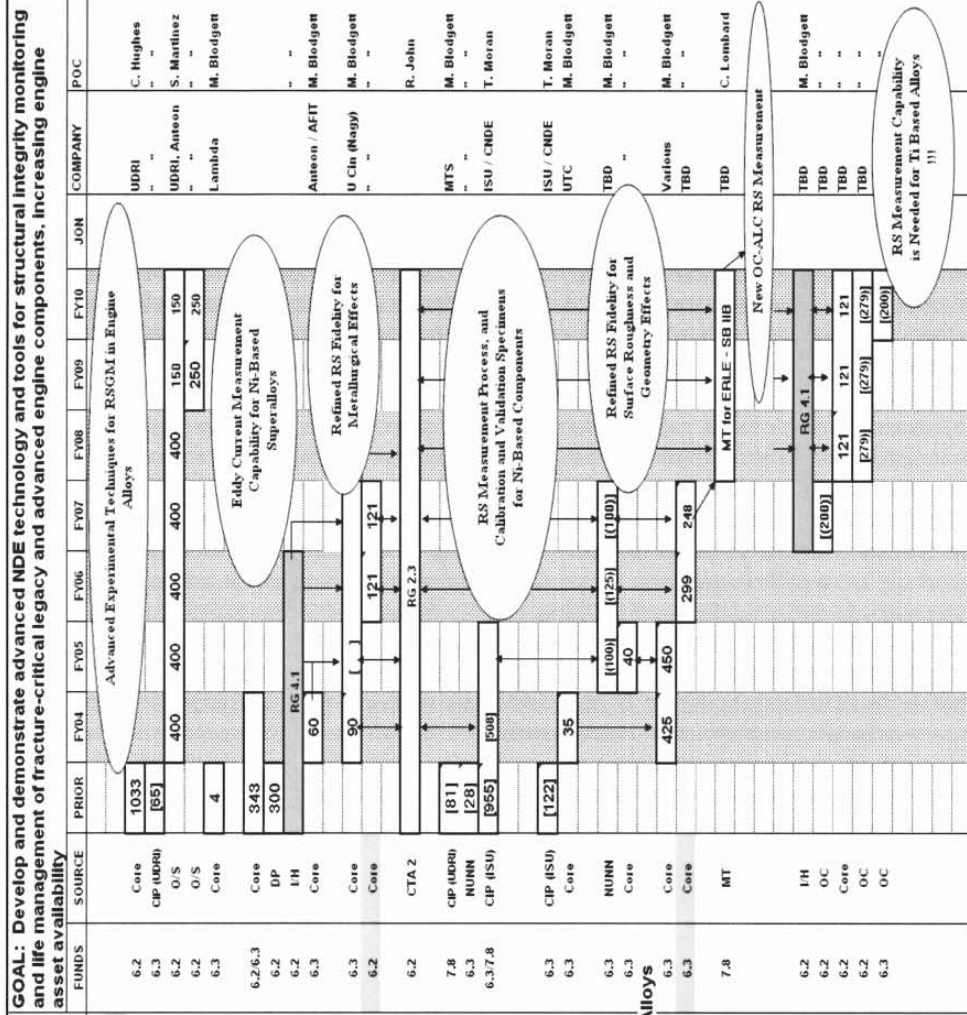 GOAL: Develop and demonstrate advanced NDE technology and tools for structural integrity monitoring
and life management of fracture-critical legacy and advanced engine components, increasing engine
asset availability
FUNDS SOURCE PRIOR FY04 FY05 FY06 FY07 FY08 FY09 FY10 JON COMPANY POC
Advanced Experimental Techniques for RSGM in Engine
Alloys
6.2 Core 1033 UDRI C. Hughes
6.3 CIP (UDRI) [65] " "
6.2 O/S 400 400 400 400 400 150 150 UDRI, Anteon S. Martinez
6.2 O/S 250 250 " "
6.3 Core 4 Lambda M. Blodgett
Eddy Current Measurement
Capability for Ni-Based
Superalloys
6.2/6.3 Core 343
6.2 DP 300
6.2 I/H RG 4.1 "
6.3 Core 60 Anteon / AFIT M. Blodgett
Refined RS Fidelity for
Metallurgical Effects
6.3 Core 90 [ ] U Cin (Nagy) M. Blodgett
6.2 Core 121 121 " "
6.2 CTA 2 RG 2.3 R. John
7.8 CIP (UDRI) [81] MTS M. Blodgett
6.3 NUNN [28] " "
6.3/7.8 CIP (ISU) [955] [508] ISU / CNDE T. Moran
RS Measurement Process, and
Calibration and Validation Specimens
for Ni-Based Components
6.3 CIP (ISU) [122] ISU / CNDE T. Moran
6.3 Core 35 UTC M. Blodgett
6.3 NUNN [(100)] [(125)] [(100)] TBD M. Blodgett
6.3 Core 40 " "
Refined RS Fidelity for
Surface Roughness and
Geometry Effects
Alloys
6.3 Core 425 450 Various M. Blodgett
6.3 Core 299 248 TBD "
7.8 MT MT for ERLE - SB IIB TBD C. Lombard
New OC-ALC RS Measurement
6.2 I/H RG 4.1 TBD M. Blodgett
6.2 OC [(200)] TBD "
6.2 Core 121 121 121 TBD "
6.2 OC [(279)] [(279)] [(279)] TBD "
6.3 OC [(200)] "
RS Measurement Capability
is Needed for Ti Based Alloys
!!!